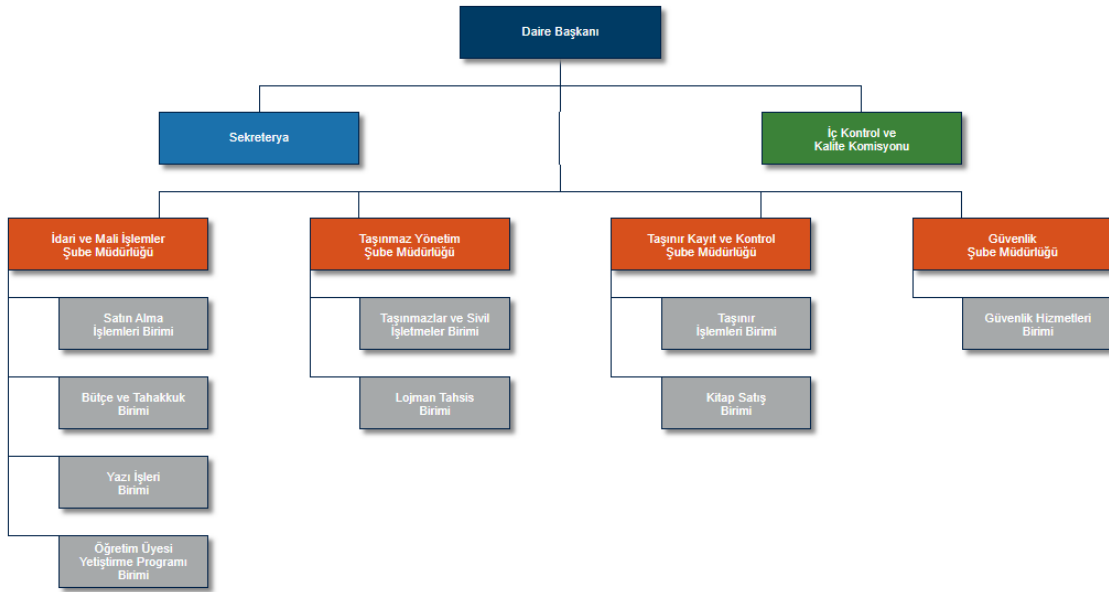 Daire Başkanı
Sekreterya
İç Kontrol ve
Kalite Komisyonu
İdari ve Mali İşlemler
Şube Müdürlüğü
Taşınmaz Yönetim
Şube Müdürlüğü
Taşınır Kayıt ve Kontrol
Şube Müdürlüğü
Güvenlik
Şube Müdürlüğü
Satın Alma
İşlemleri Birimi
Taşınmazlar ve Sivil
İşletmeler Birimi
Taşınır
İşlemleri Birimi
Güvenlik Hizmetleri
Birimi
Bütçe ve Tahakkuk
Birimi
Lojman Tahsis
Birimi
Kitap Satış
Birimi
Yazı İşleri
Birimi
Öğretim Üyesi
Yetiştirme Programı
Birimi